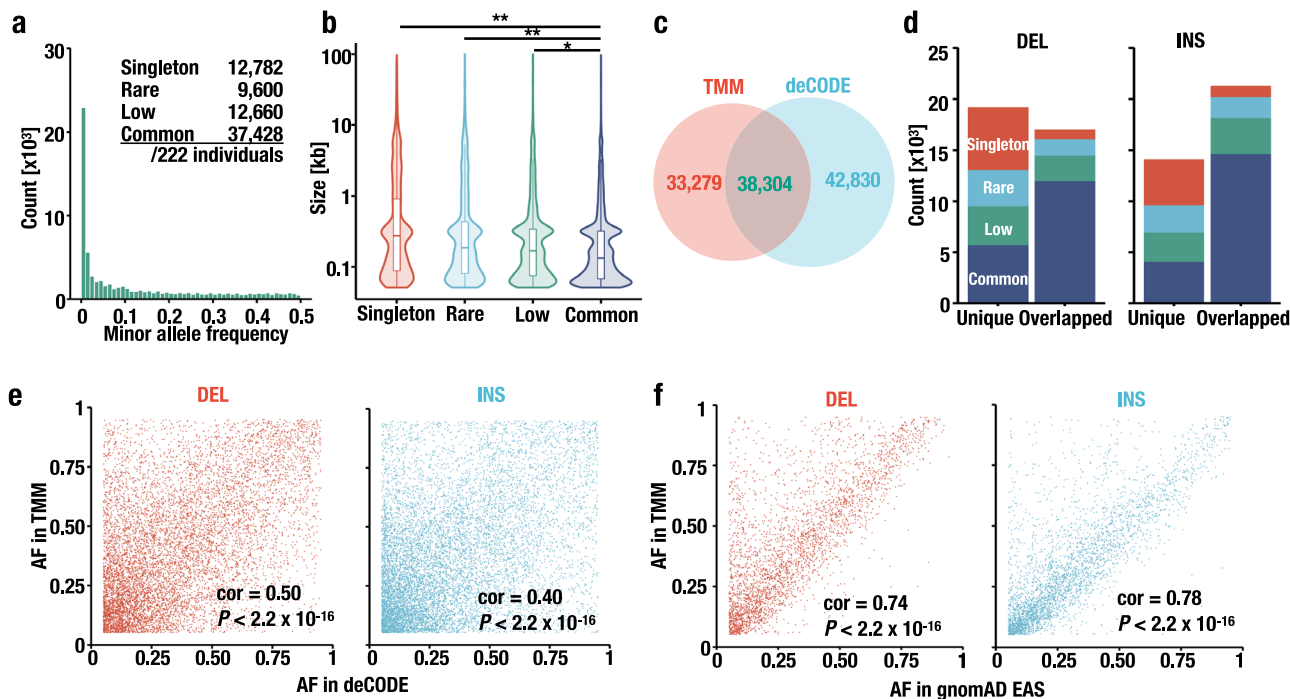 a
30
20
10
0
Count [x10³]
Singleton 12,782
Rare 9,600
Low 12,660
Common 37,428
/222 individuals
0 0.1 0.2 0.3 0.4 0.5
Minor allele frequency
b
**
**
*
100
10
1
0.1
Size [kb]
Singleton Rare Low Common
c
TMM deCODE
33,279 38,304 42,830
d
DEL INS
25
20
15
10
5
0
Count [x10³]
Singleton
Rare
Low
Common
Unique Overlapped Unique Overlapped
e
DEL INS
1
0.75
0.50
0.25
0
AF in TMM
cor = 0.50
P < 2.2 x 10⁻¹⁶
cor = 0.40
P < 2.2 x 10⁻¹⁶
0 0.25 0.50 0.75 1 0 0.25 0.50 0.75 1
AF in deCODE
f
DEL INS
1
0.75
0.50
0.25
0
AF in TMM
cor = 0.74
P < 2.2 x 10⁻¹⁶
cor = 0.78
P < 2.2 x 10⁻¹⁶
0 0.25 0.50 0.75 1 0 0.25 0.50 0.75 1
AF in gnomAD EAS